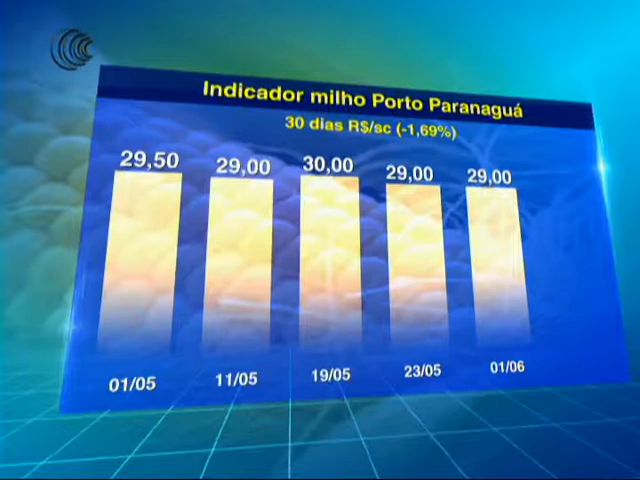 Indicador milho Porto Paranaguá
30 dias R$/sc (-1,69%)
29,50 29,00 30,00 29,00 29,00
01/05 11/05 19/05 23/05 01/06